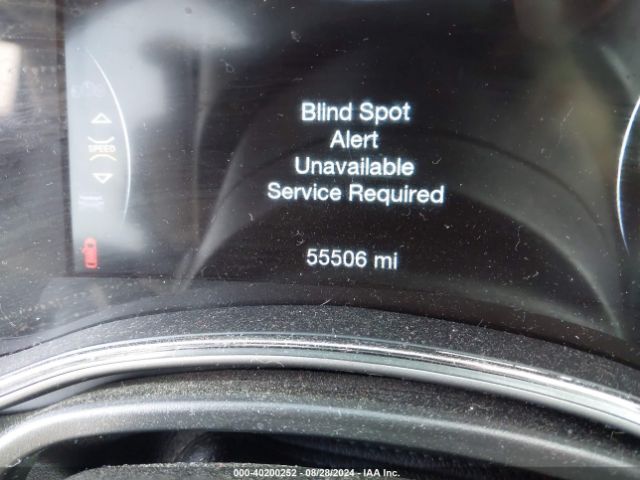 Blind Spot
Alert
Unavailable
Service Required
SPEED
55506 mi
000-40200252 - 08/28/2024 - IAA Inc.